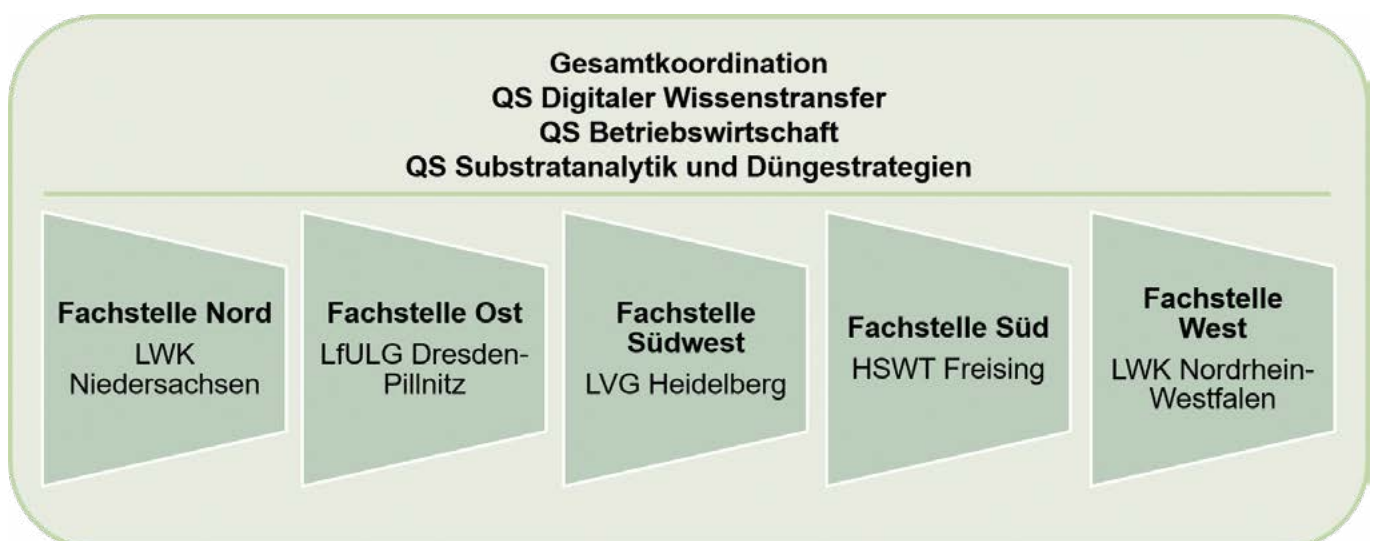 Gesamtkoordination
QS Digitaler Wissenstransfer
QS Betriebswirtschaft
QS Substratanalytik und Düngestrategien
Fachstelle Nord
LWK
Niedersachsen
Fachstelle Ost
LfULG Dresden-
Pillnitz
Fachstelle
Südwest
LVG Heidelberg
Fachstelle Süd
HSWT Freising
Fachstelle
West
LWK Nordrhein-
Westfalen